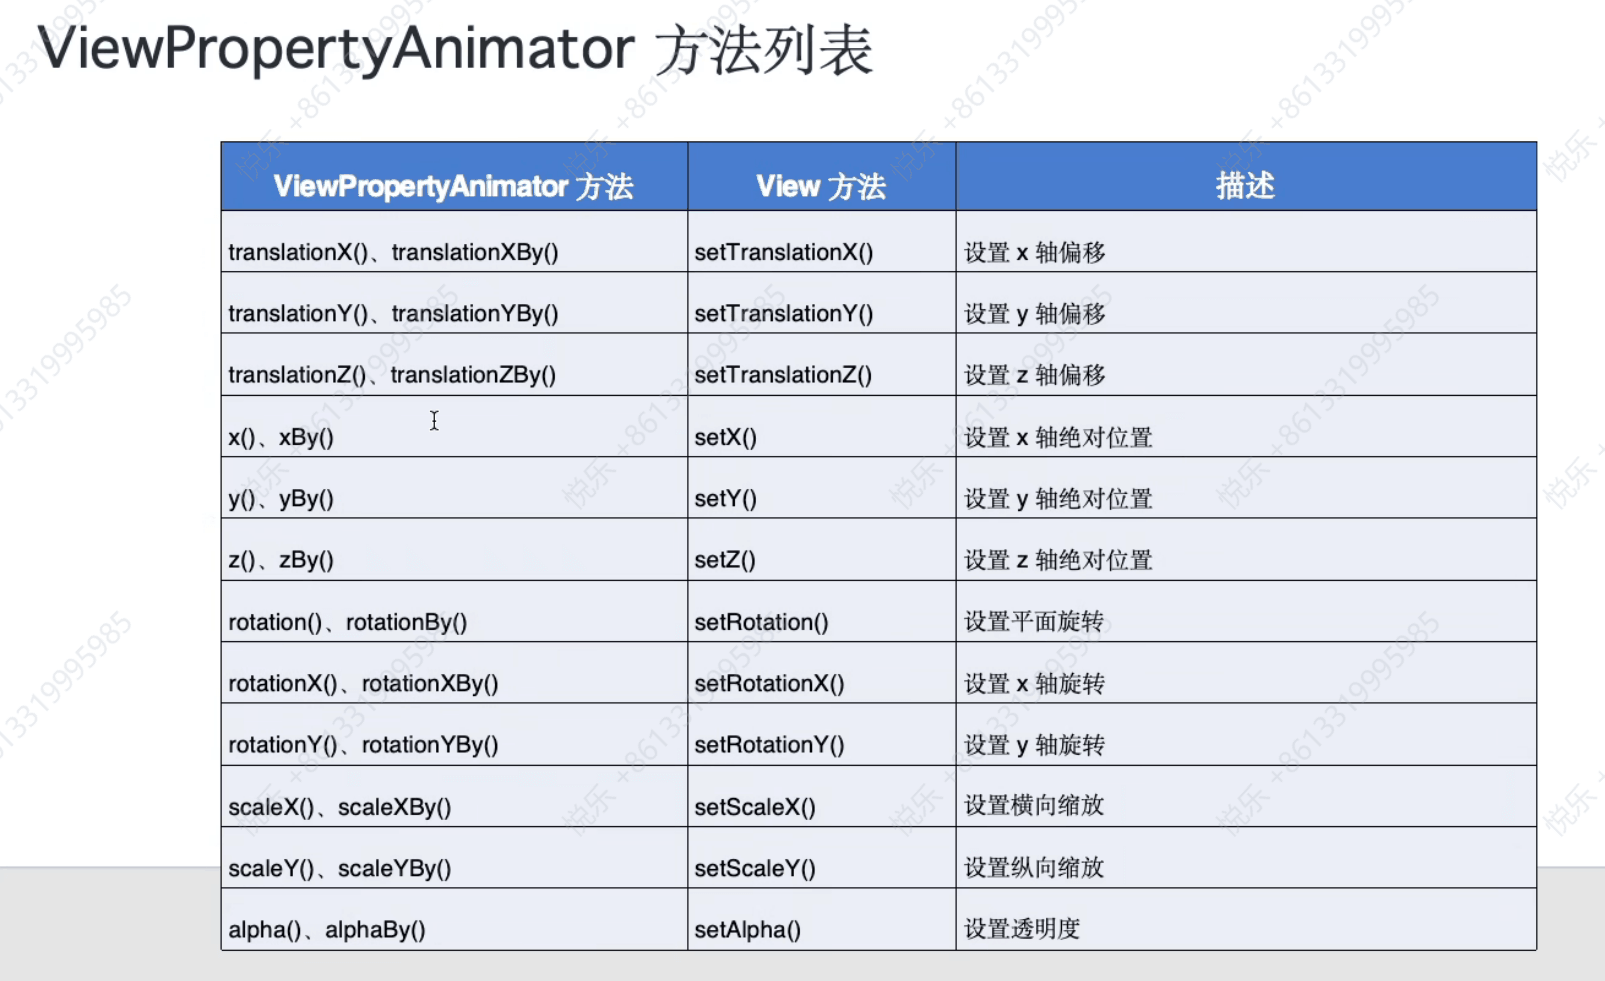 ViewPropertyAnimator 方法列表
ViewPropertyAnimator 方法 View 方法 描述
translationX()、translationXBy() setTranslationX() 设置 x 轴偏移
translationY()、translationYBy() setTranslationY() 设置 y 轴偏移
translationZ()、translationZBy() setTranslationZ() 设置 z 轴偏移
x()、xBy() setX() 设置 x 轴绝对位置
y()、yBy() setY() 设置 y 轴绝对位置
z()、zBy() setZ() 设置 z 轴绝对位置
rotation()、rotationBy() setRotation() 设置平面旋转
rotationX()、rotationXBy() setRotationX() 设置 x 轴旋转
rotationY()、rotationYBy() setRotationY() 设置 y 轴旋转
scaleX()、scaleXBy() setScaleX() 设置横向缩放
scaleY()、scaleYBy() setScaleY() 设置纵向缩放
alpha()、alphaBy() setAlpha() 设置透明度
悦乐 +8613319995985